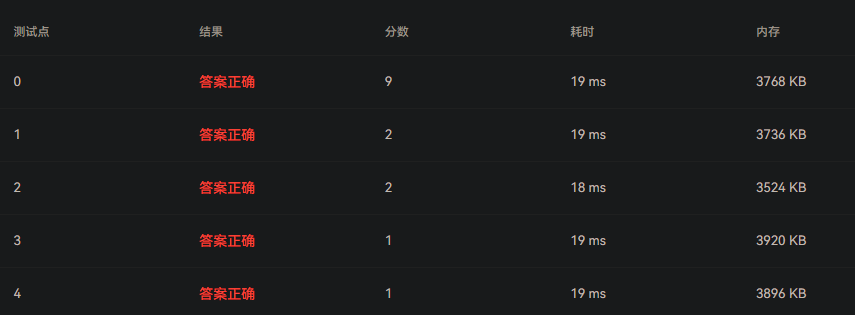 测试点 结果 分数 耗时 内存
0 答案正确 9 19 ms 3768 KB
1 答案正确 2 19 ms 3736 KB
2 答案正确 2 18 ms 3524 KB
3 答案正确 1 19 ms 3920 KB
4 答案正确 1 19 ms 3896 KB